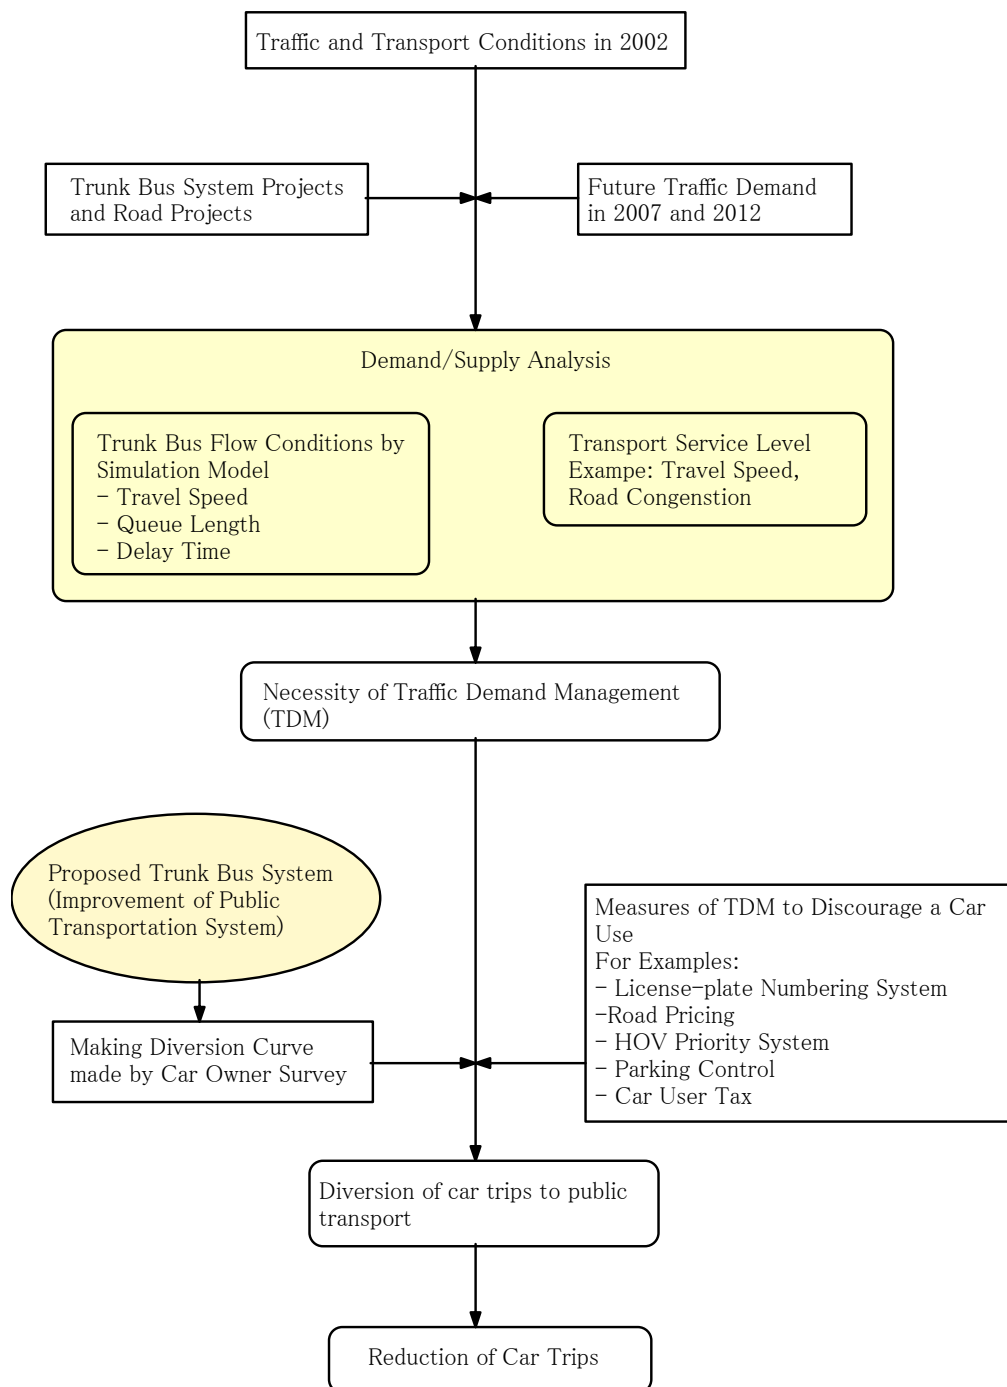 Traffic and Transport Conditions in 2002
Trunk Bus System Projects
and Road Projects
Future Traffic Demand
in 2007 and 2012
Demand/Supply Analysis
Trunk Bus Flow Conditions by
Simulation Model
- Travel Speed
- Queue Length
- Delay Time
Transport Service Level
Exampe: Travel Speed,
Road Congenstion
Necessity of Traffic Demand Management
(TDM)
Proposed Trunk Bus System
(Improvement of Public
Transportation System)
Making Diversion Curve
made by Car Owner Survey
Measures of TDM to Discourage a Car
Use
For Examples:
- License-plate Numbering System
-Road Pricing
- HOV Priority System
- Parking Control
- Car User Tax
Diversion of car trips to public
transport
Reduction of Car Trips